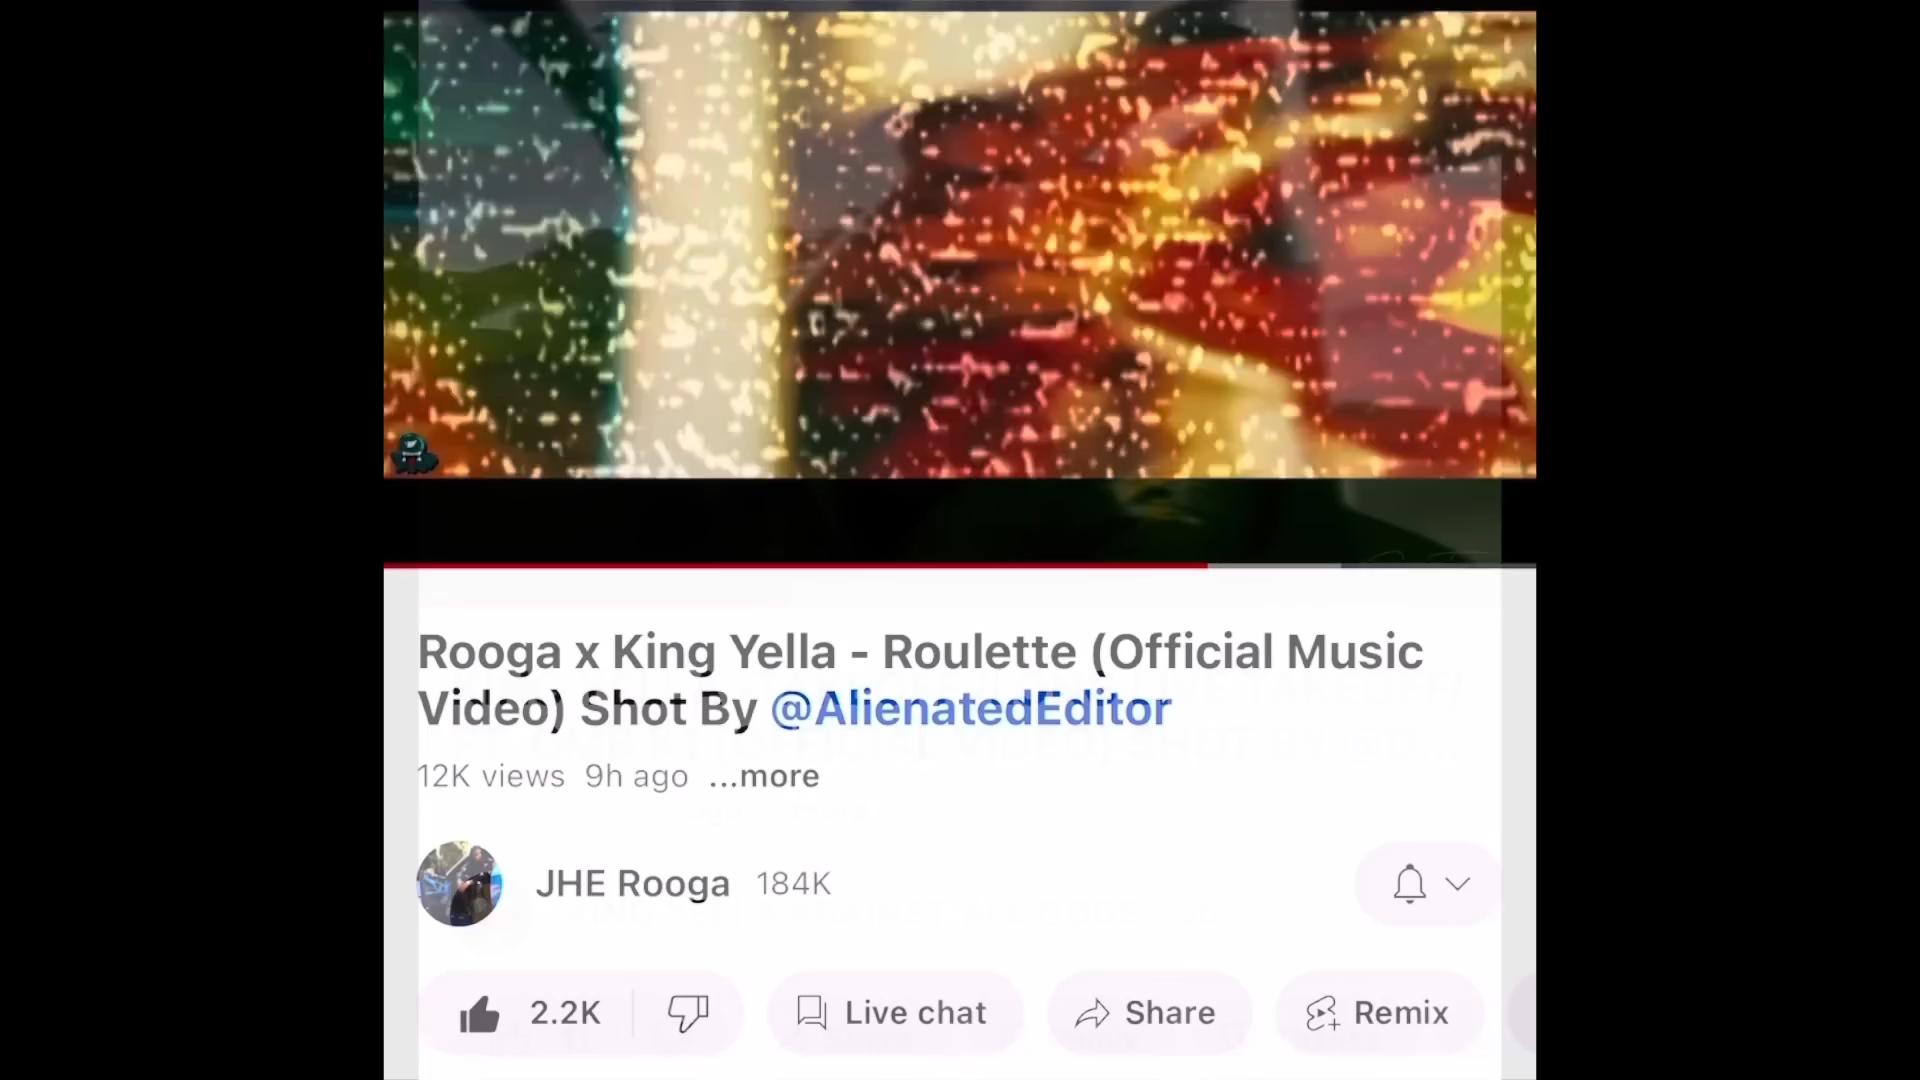 Rooga x King Yella - Roulette (Official Music
Video) Shot By @AlienatedEditor
12K views 9h ago ...more
JHE Rooga 184K
2.2K Live chat Share Remix